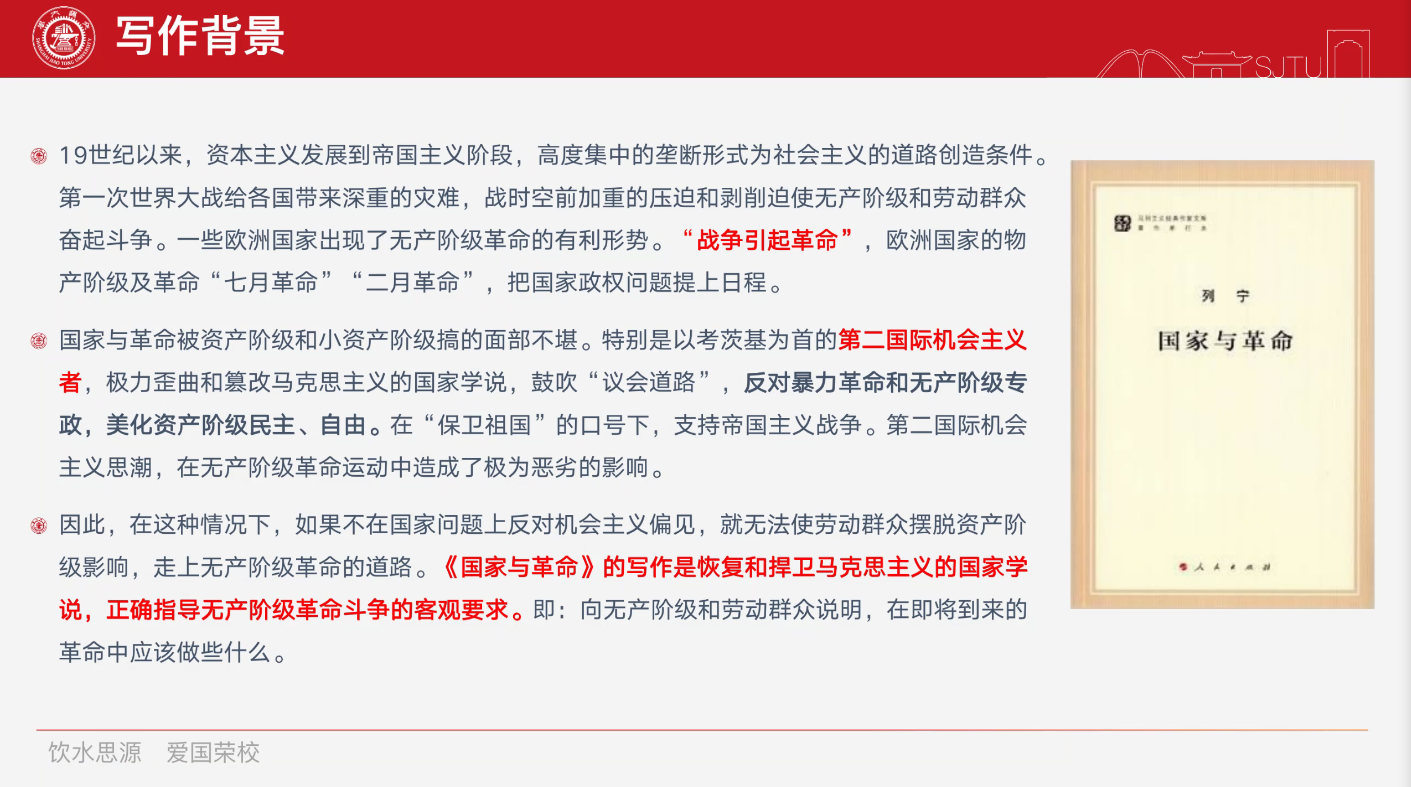 写作背景
SJTU
19世纪以来，资本主义发展到帝国主义阶段，高度集中的垄断形式为社会主义的道路创造条件。
第一次世界大战给各国带来深重的灾难，战时空前加重的压迫和剥削迫使无产阶级和劳动群众
奋起斗争。一些欧洲国家出现了无产阶级革命的有利形势。“战争引起革命”，欧洲国家的物
产阶级及革命“七月革命”“二月革命”，把国家政权问题提上日程。
国家与革命被资产阶级和小资产阶级搞的面部不堪。特别是以考茨基为首的第二国际机会主义
者，极力歪曲和篡改马克思主义的国家学说，鼓吹“议会道路”，反对暴力革命和无产阶级专
政，美化资产阶级民主、自由。在“保卫祖国”的口号下，支持帝国主义战争。第二国际机会
主义思潮，在无产阶级革命运动中造成了极为恶劣的影响。
因此，在这种情况下，如果不在国家问题上反对机会主义偏见，就无法使劳动群众摆脱资产阶
级影响，走上无产阶级革命的道路。《国家与革命》的写作是恢复和捍卫马克思主义的国家学
说，正确指导无产阶级革命斗争的客观要求。即：向无产阶级和劳动群众说明，在即将到来的
革命中应该做些什么。
列 宁
国家与革命
人民出版社
饮水思源 爱国荣校